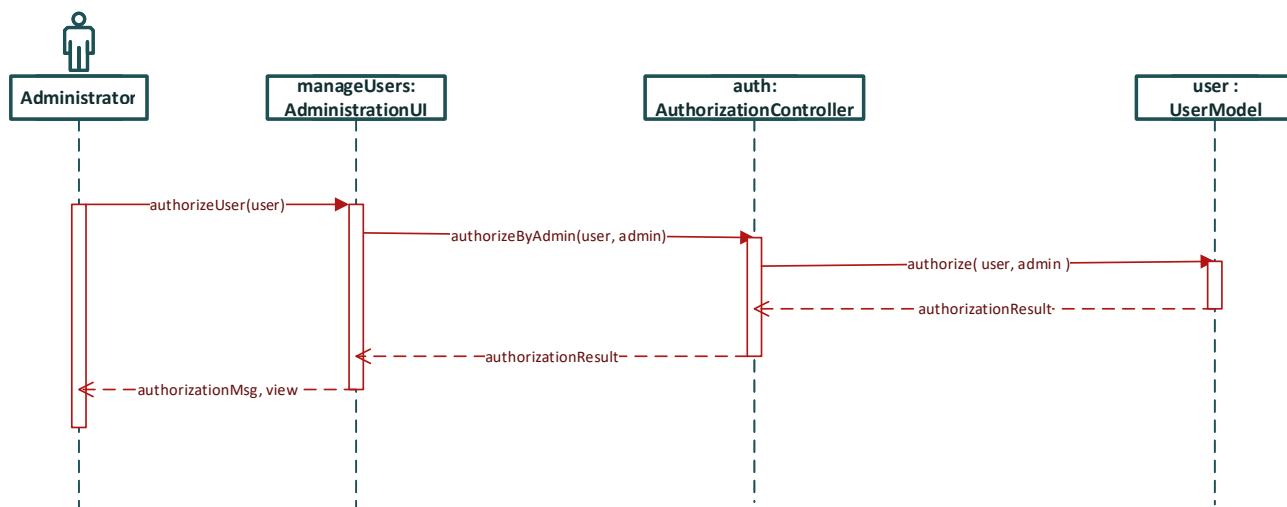 Administrator
manageUsers:
AdministrationUI
auth:
AuthorizationController
user :
UserModel
authorizeUser(user)
authorizeByAdmin(user, admin)
authorize( user, admin )
authorizationResult
authorizationResult
authorizationMsg, view